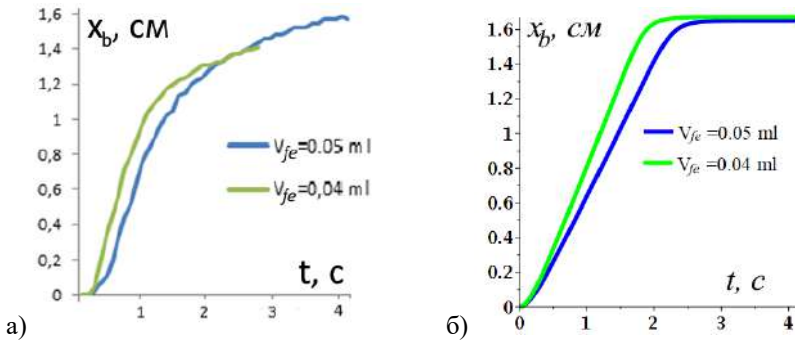 x_b, см
1,6
1,4
1,2
1
0,8
0,6
0,4
0,2
0
1
2
3
4
t, с
V_fe=0.05 ml
V_fe=0,04 ml
а)
x_b, см
1.6
1.4
1.2
1
0.8
0.6
0.4
0.2
0
0
1
2
3
4
t, с
V_fe =0.05 ml
V_fe =0.04 ml
б)